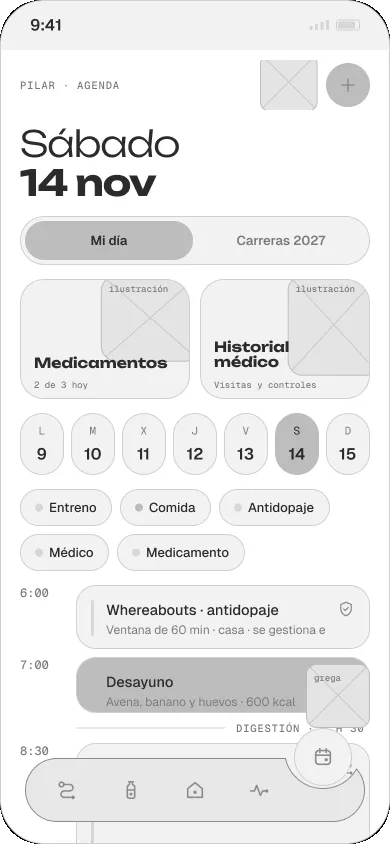 9:41
PILAR · AGENDA
Sábado
14 nov
Mi día
Carreras 2027
ilustración
Medicamentos
2 de 3 hoy
ilustración
Historial
médico
Visitas y controles
L M X J V S D
9 10 11 12 13 14 15
Entreno
Comida
Antidopaje
Médico
Medicamento
6:00
Whereabouts · antidopaje
Ventana de 60 min · casa · se gestiona e
7:00
Desayuno
Avena, banano y huevos · 600 kcal
grega
DIGESTIÓN
8:30